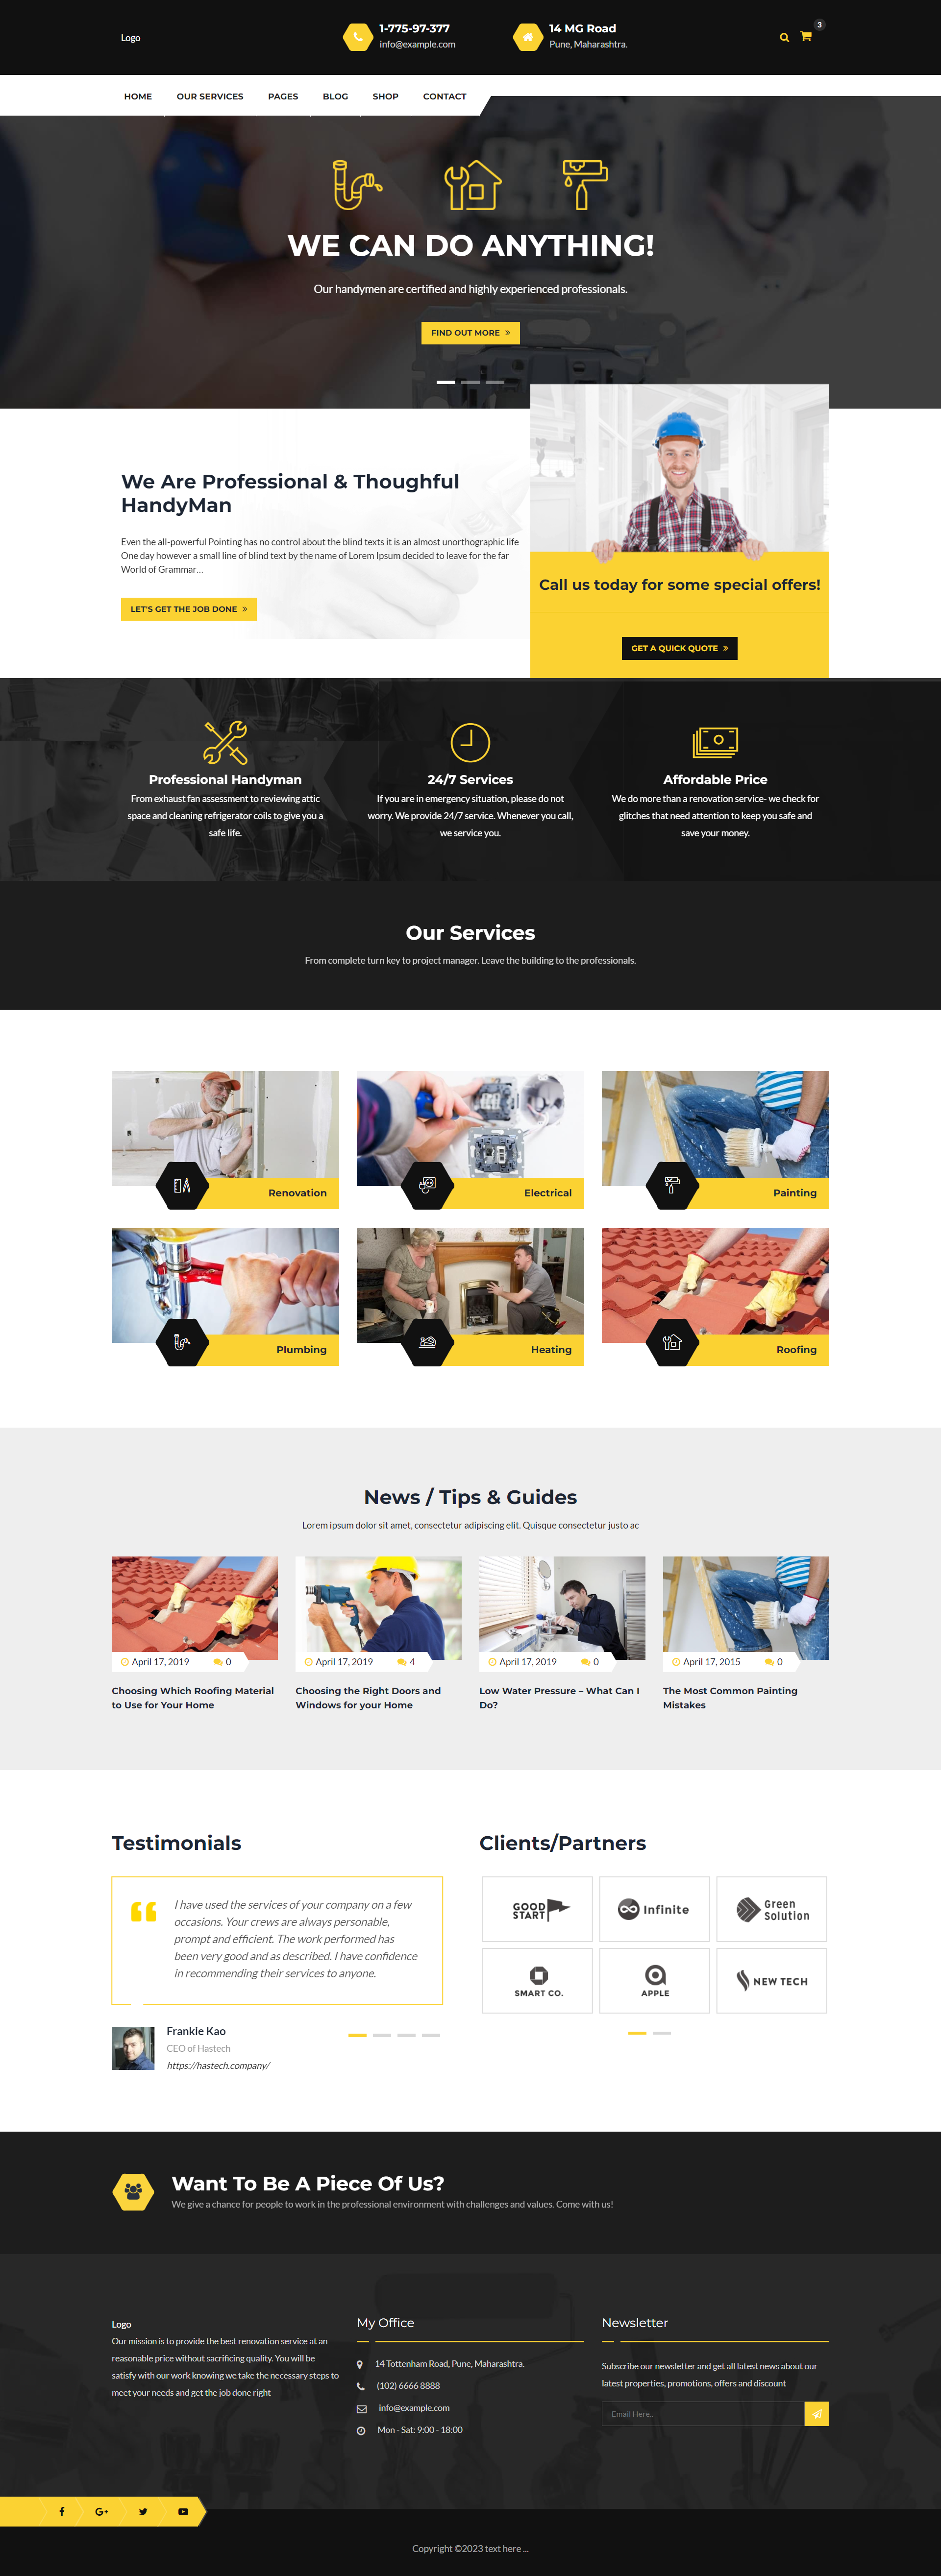 Logo
1-775-97-377
info@example.com
14 MG Road
Pune, Maharashtra.
3
HOME OUR SERVICES PAGES BLOG SHOP CONTACT
WE CAN DO ANYTHING!
Our handymen are certified and highly experienced professionals.
FIND OUT MORE »
We Are Professional & Thoughful
HandyMan
Even the all-powerful Pointing has no control about the blind texts it is an almost unorthographic life
One day however a small line of blind text by the name of Lorem Ipsum decided to leave for the far
World of Grammar...
LET'S GET THE JOB DONE »
Call us today for some special offers!
GET A QUICK QUOTE »
Professional Handyman
From exhaust fan assessment to reviewing attic
space and cleaning refrigerator coils to give you a
safe life.
24/7 Services
If you are in emergency situation, please do not
worry. We provide 24/7 service. Whenever you call,
we service you.
Affordable Price
We do more than a renovation service- we check for
glitches that need attention to keep you safe and
save your money.
Our Services
From complete turn key to project manager. Leave the building to the professionals.
Renovation
Electrical
Painting
Plumbing
Heating
Roofing
News / Tips & Guides
Lorem ipsum dolor sit amet, consectetur adipiscing elit. Quisque consectetur justo ac
April 17, 2019 0
Choosing Which Roofing Material
to Use for Your Home
April 17, 2019 4
Choosing the Right Doors and
Windows for your Home
April 17, 2019 0
Low Water Pressure – What Can I
Do?
April 17, 2015 0
The Most Common Painting
Mistakes
Testimonials
I have used the services of your company on a few
occasions. Your crews are always personable,
prompt and efficient. The work performed has
been very good and as described. I have confidence
in recommending their services to anyone.
Frankie Kao
CEO of Hastech
https://hastech.company/
Clients/Partners
GOOD
START
Infinite
Green
Solution
SMART CO.
APPLE
NEW TECH
Want To Be A Piece Of Us?
We give a chance for people to work in the professional environment with challenges and values. Come with us!
Logo
Our mission is to provide the best renovation service at an
reasonable price without sacrificing quality. You will be
satisfy with our work knowing we take the necessary steps to
meet your needs and get the job done right
My Office
14 Tottenham Road, Pune, Maharashtra.
(102) 6666 8888
info@example.com
Mon - Sat: 9:00 - 18:00
Newsletter
Subscribe our newsletter and get all latest news about our
latest properties, promotions, offers and discount
Email Here..
Copyright ©2023 text here ...